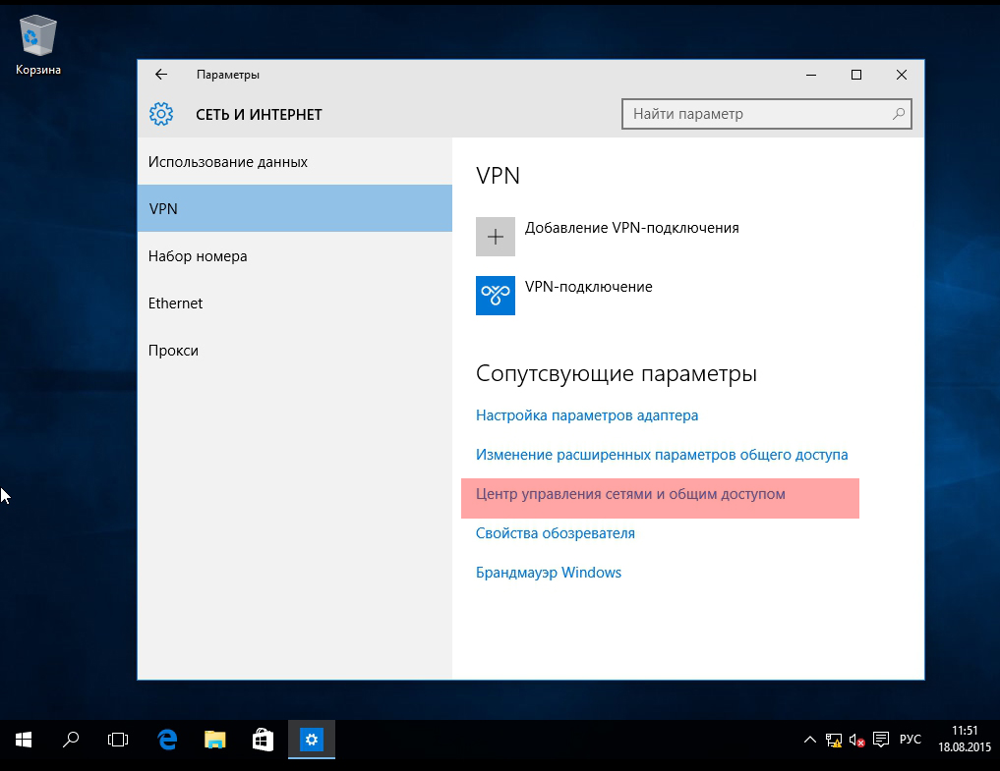 Корзина
Параметры
СЕТЬ И ИНТЕРНЕТ
Найти параметр
Использование данных
VPN
Набор номера
Ethernet
Прокси
VPN
Добавление VPN-подключения
VPN-подключение
Сопутсвующие параметры
Настройка параметров адаптера
Изменение расширенных параметров общего доступа
Центр управления сетями и общим доступом
Свойства обозревателя
Брандмауэр Windows
РУС
11:51
18.08.2015